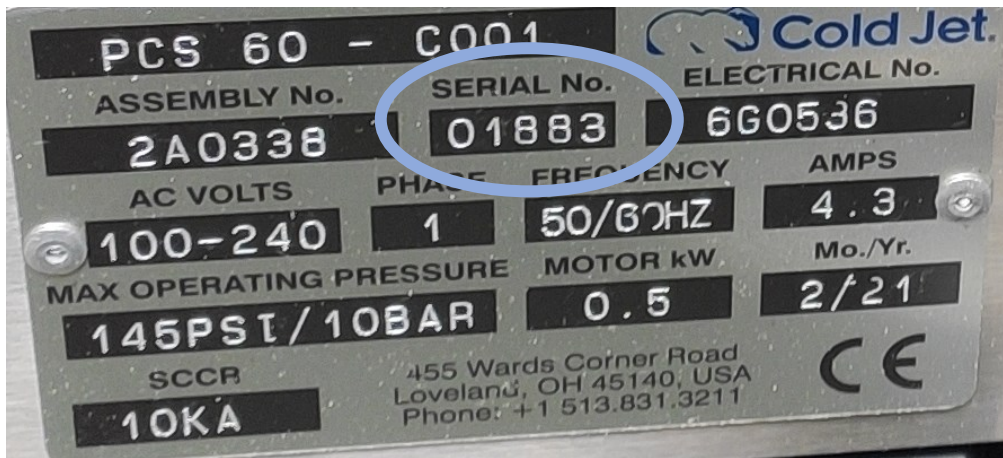 PCS 60 - C001 Cold Jet.
ASSEMBLY No. SERIAL No. ELECTRICAL No.
2A0338 01883 6G0536
AC VOLTS PHASE FREQUENCY AMPS
100-240 1 50/60HZ 4.3
MAX OPERATING PRESSURE MOTOR kW Mo./Yr.
145PSI/10BAR 0.5 2/21
SCCR
10KA
455 Wards Corner Road
Loveland, OH 45140, USA
Phone: +1 513.831.3211
CE